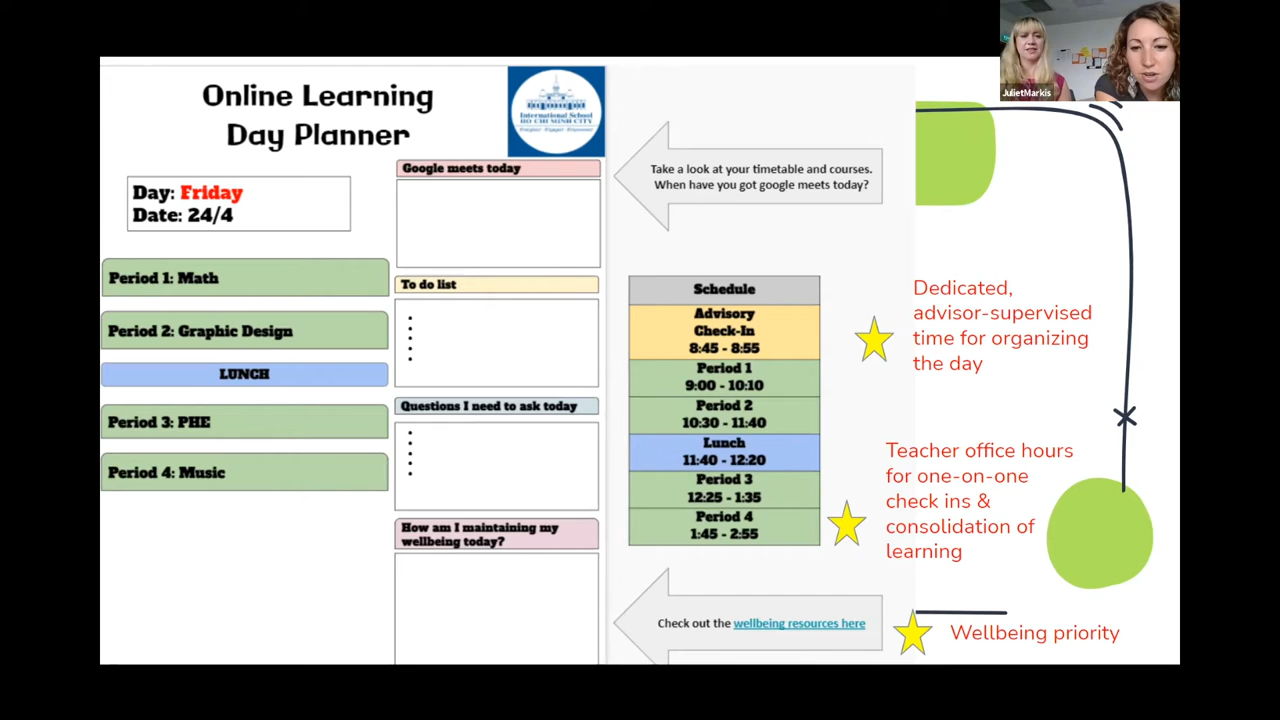 JulietMarkis
Online Learning
Day Planner
International School
HO CHI MINH CITY
Day: Friday
Date: 24/4
Period 1: Math
Period 2: Graphic Design
LUNCH
Period 3: PHE
Period 4: Music
Google meets today
To do list
Questions I need to ask today
How am I maintaining my
wellbeing today?
Take a look at your timetable and courses.
When have you got google meets today?
Schedule
Advisory
Check-In
8:45 - 8:55
Period 1
9:00 - 10:10
Period 2
10:30 - 11:40
Lunch
11:40 - 12:20
Period 3
12:25 - 1:35
Period 4
1:45 - 2:55
Check out the wellbeing resources here
Dedicated,
advisor-supervised
time for organizing
the day
Teacher office hours
for one-on-one
check ins &
consolidation of
learning
Wellbeing priority